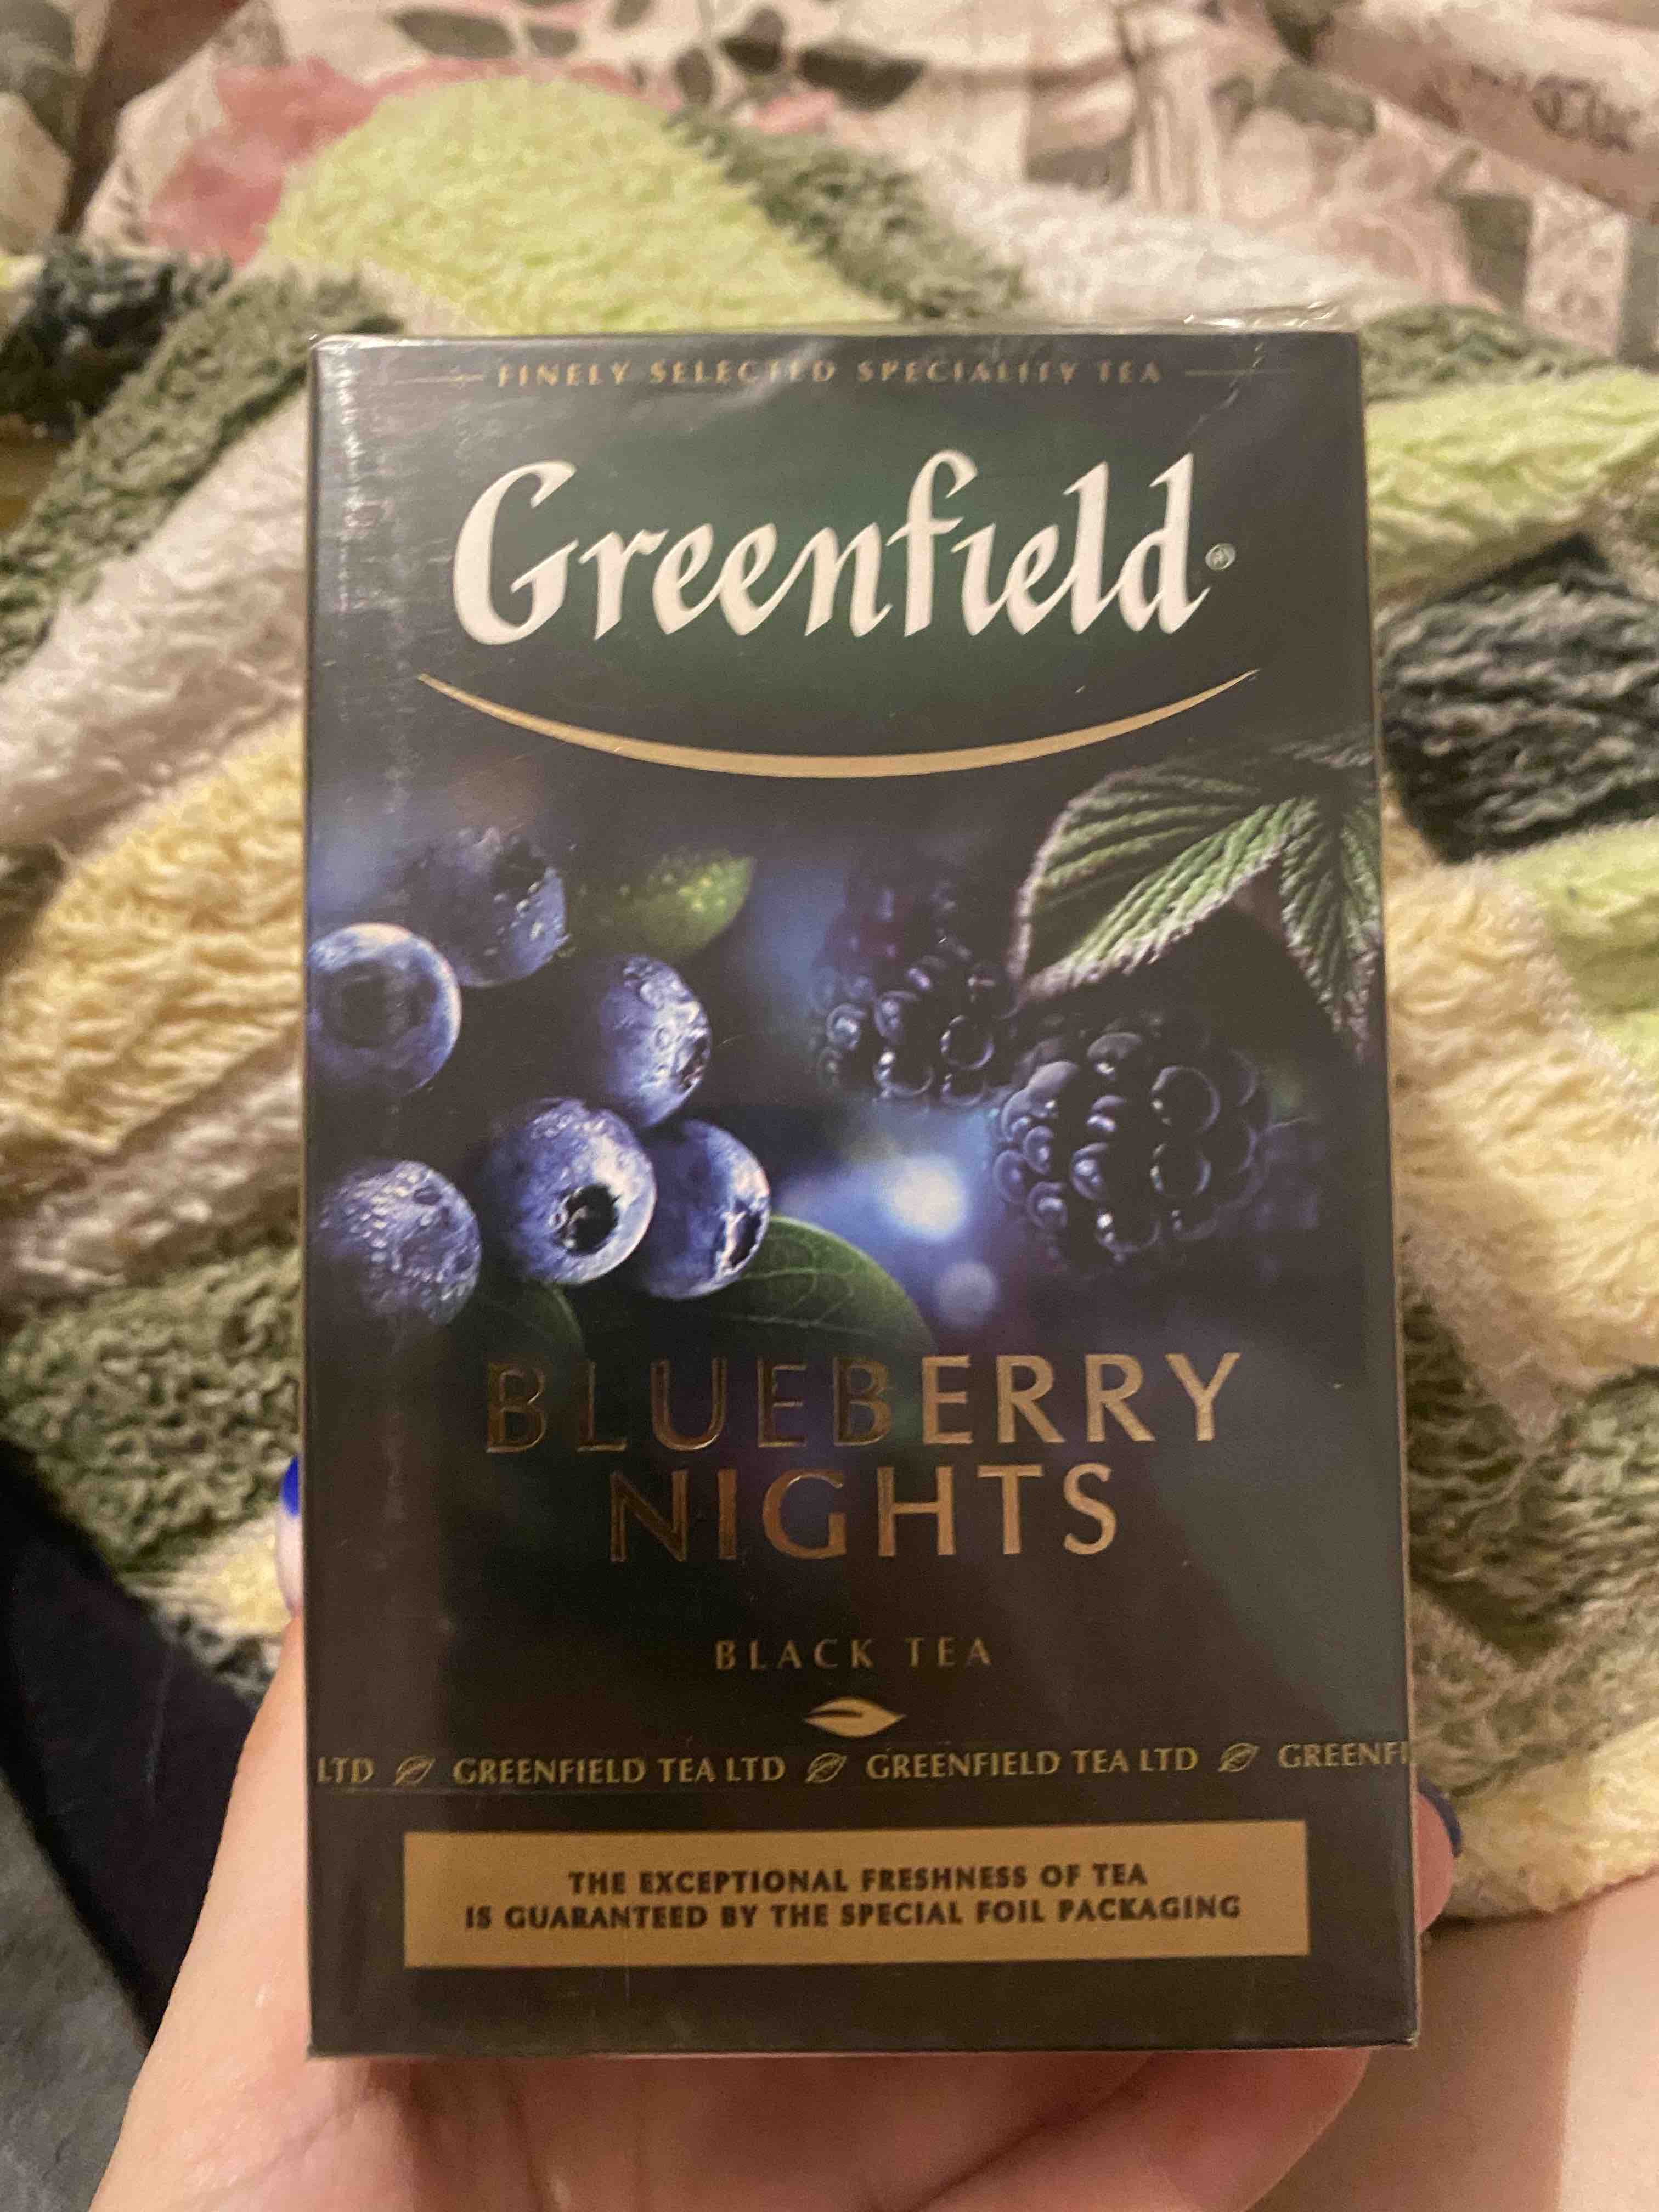 FINELY SELECTED SPECIALITY TEA
Greenfield®
BLUEBERRY
NIGHTS
BLACK TEA
LTD GREENFIELD TEA LTD GREENFIELD TEA LTD GREENFI
THE EXCEPTIONAL FRESHNESS OF TEA
IS GUARANTEED BY THE SPECIAL FOIL PACKAGING